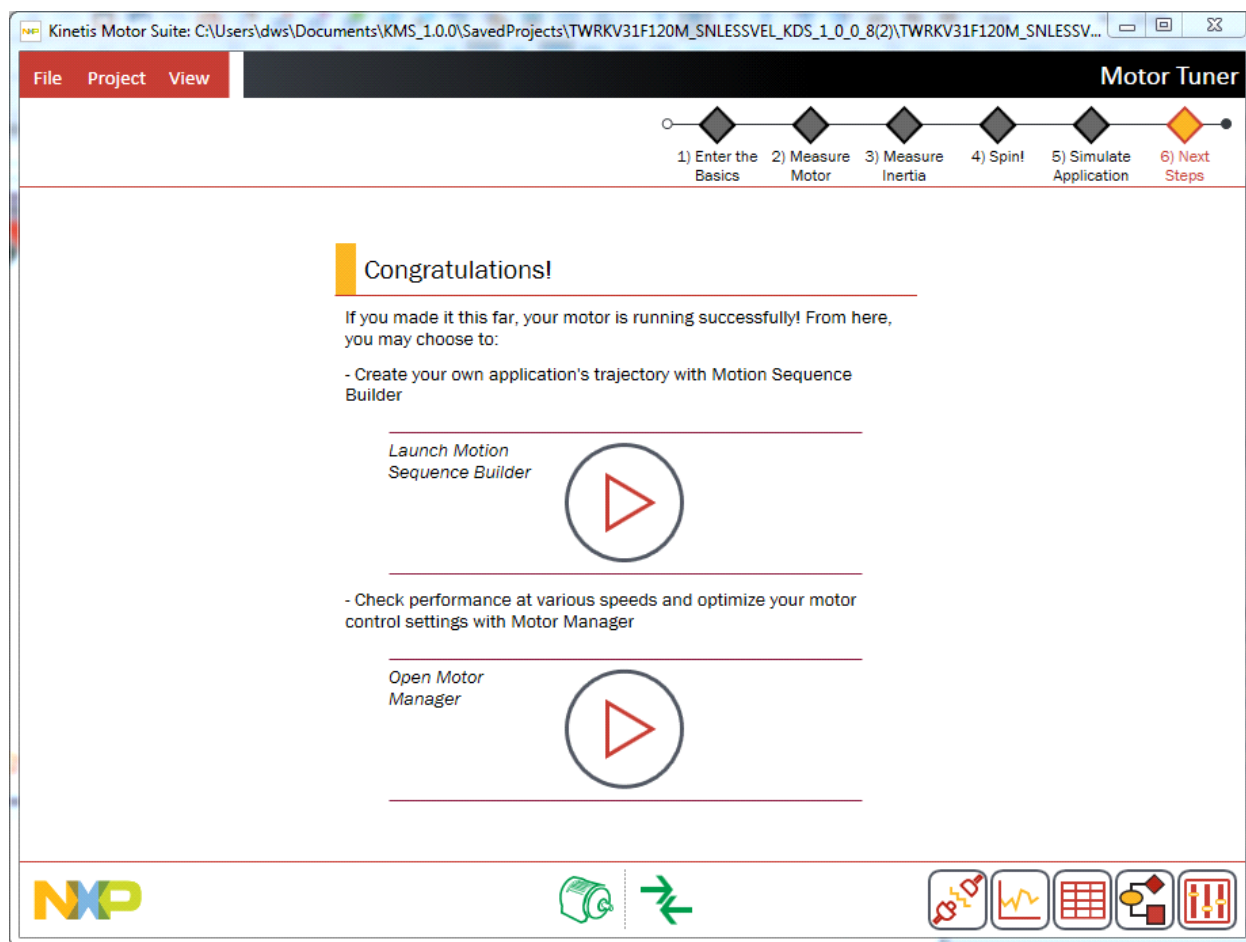 NXP Kinetis Motor Suite: C:\Users\dws\Documents\KMS_1.0.0\SavedProjects\TWRKV31F120M_SNLESSVEL_KDS_1_0_0_8(2)\TWRKV31F120M_SNLESSV...
File Project View Motor Tuner
1) Enter the Basics
2) Measure Motor
3) Measure Inertia
4) Spin!
5) Simulate Application
6) Next Steps
Congratulations!
If you made it this far, your motor is running successfully! From here,
you may choose to:
- Create your own application's trajectory with Motion Sequence
Builder
Launch Motion
Sequence Builder
- Check performance at various speeds and optimize your motor
control settings with Motor Manager
Open Motor
Manager
NXP